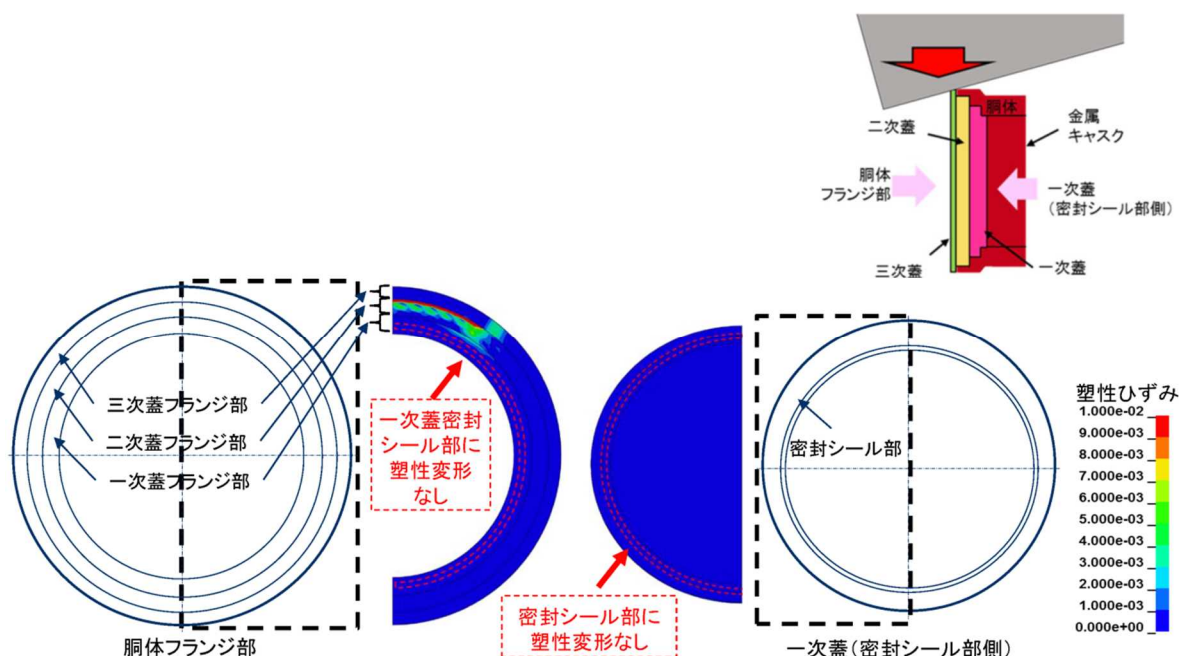 胴体
二次蓋
金属
キャスク
胴体
フランジ部
一次蓋
(密封シール部側)
三次蓋
一次蓋
三次蓋フランジ部
二次蓋フランジ部
一次蓋フランジ部
一次蓋密封
シール部に
塑性変形
なし
密封シール部
密封シール部に
塑性変形なし
塑性ひずみ
1.000e-02
9.000e-03
8.000e-03
7.000e-03
6.000e-03
5.000e-03
4.000e-03
3.000e-03
2.000e-03
1.000e-03
0.000e+00
胴体フランジ部
一次蓋(密封シール部側)